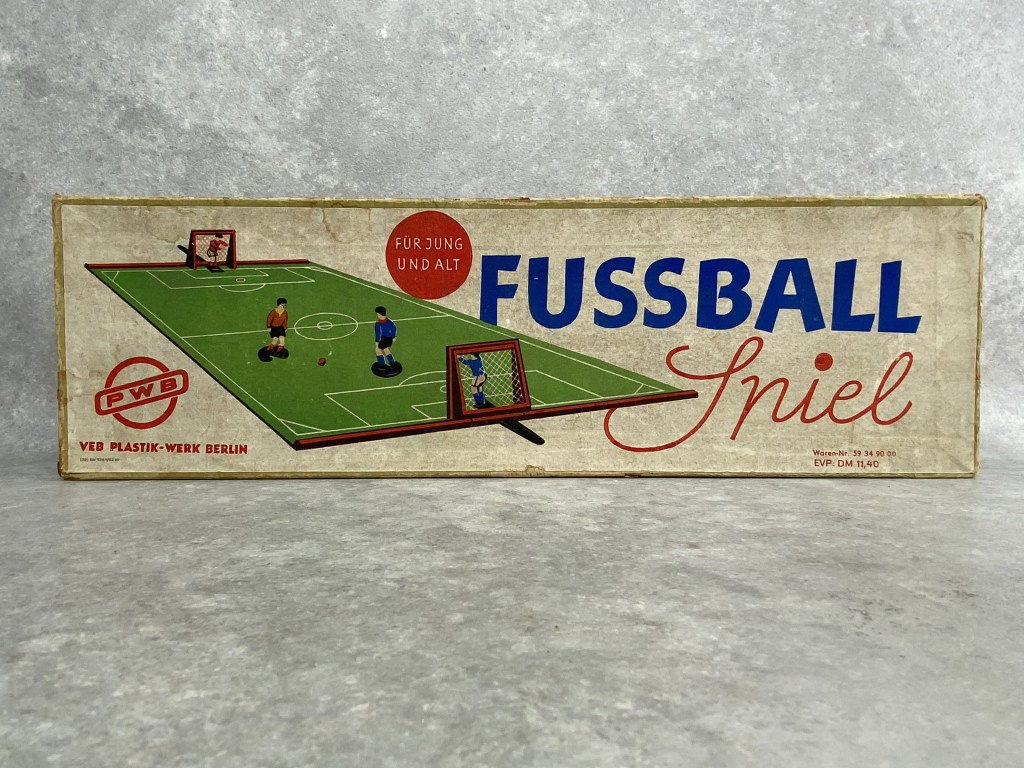 FÜR JUNG
UND ALT
FUSSBALL
Spiel
PWB
VEB PLASTIK-WERK BERLIN
Waren-Nr. 39 34 90 00
EVP: DM 11,40